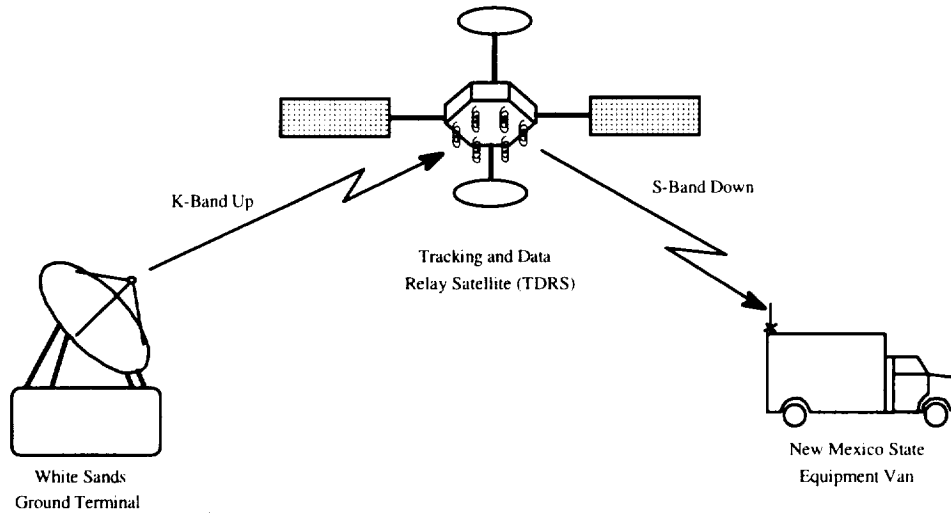 K-Band Up
S-Band Down
Tracking and Data
Relay Satellite (TDRS)
White Sands
Ground Terminal
New Mexico State
Equipment Van